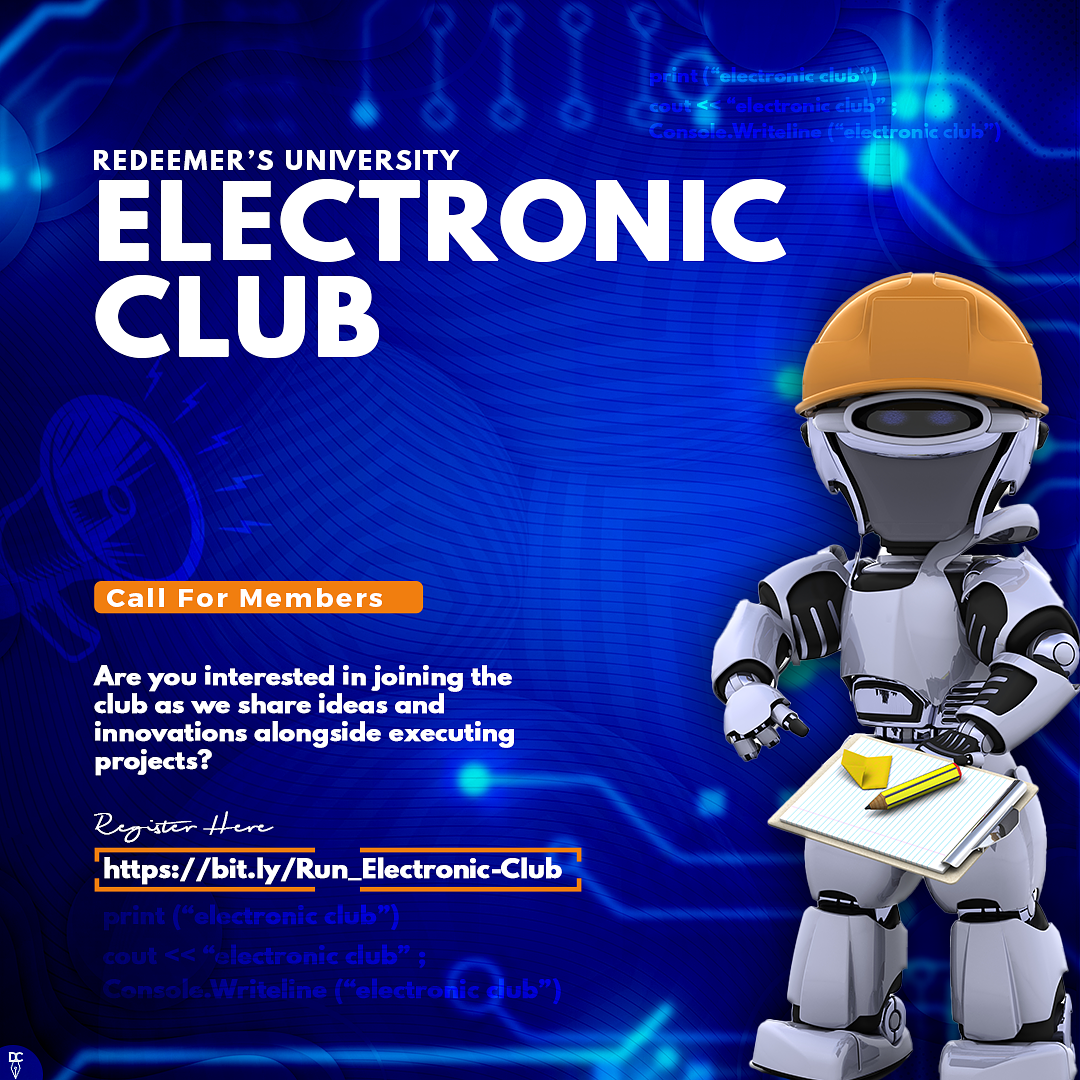 print (“electronic club”)
cout << “electronic club” ;
Console.Writeline (“electronic club”)
REDEEMER’S UNIVERSITY
ELECTRONIC
CLUB
Call For Members
Are you interested in joining the
club as we share ideas and
innovations alongside executing
projects?
Register Here
https://bit.ly/Run_Electronic-Club
print (“electronic club”)
cout << “electronic club” ;
Console.Writeline (“electronic club”)
DC